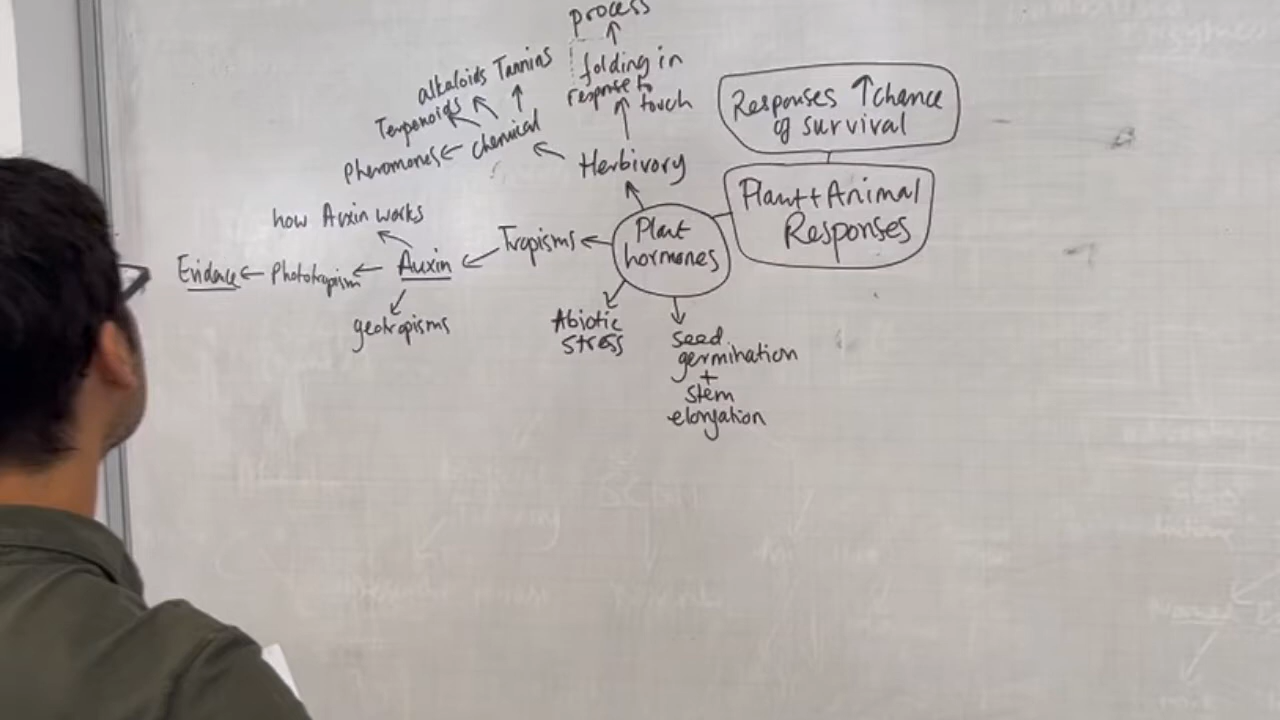 process
folding in
response to
touch
alkaloids Tannins
Terpenoids
Pheromones
chemical
Herbivory
Responses ↑ chance
of survival
Plant + Animal
Responses
Plant
hormones
Tropisms
how Auxin works
Auxin
Phototropism
Evidace
geotropisms
Abiotic
stress
seed
germination
+
stem
elongation